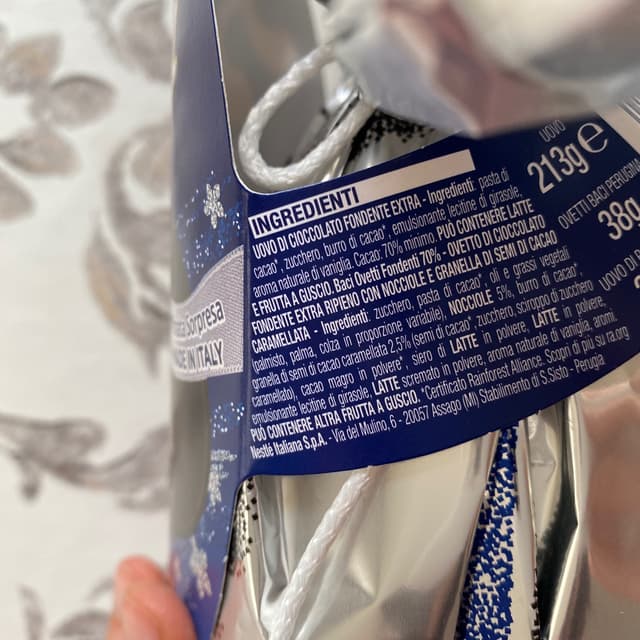 INGREDIENTI
UOVO DI CIOCCOLATO FONDENTE EXTRA - Ingredienti: pasta di
cacao*, zucchero, burro di cacao*, emulsionante lecitine di girasole,
aroma naturale di vaniglia. Cacao: 70% minimo. PUÒ CONTENERE LATTE
E FRUTTA A GUSCIO. Baci Ovetti Fondenti 70% - OVETTO DI CIOCCOLATO
FONDENTE EXTRA RIPIENO CON NOCCIOLE E GRANELLA DI SEMI DI CACAO
CARAMELLATA - Ingredienti: zucchero, pasta di cacao*, oli e grassi vegetali
(palmisto, palma, colza in proporzione variabile), NOCCIOLE 5%, burro di cacao*,
granella di semi di cacao caramellata 2,5% (semi di cacao*, zucchero, sciroppo di zucchero
caramellato), cacao magro in polvere*, siero di LATTE in polvere, LATTE in polvere,
emulsionante lecitine di girasole, LATTE scremato in polvere, aroma naturale di vaniglia, aromi.
PUÒ CONTENERE ALTRA FRUTTA A GUSCIO. *Certificato Rainforest Alliance. Scopri di più su ra.org
Nestlé Italiana S.p.A. - Via del Mulino, 6 - 20057 Assago (MI) Stabilimento di S.Sisto - Perugia
UOVO
213g e
OVETTI BACI PERUGINA
38g
UOVO DI
Sorpresa
IN ITALY